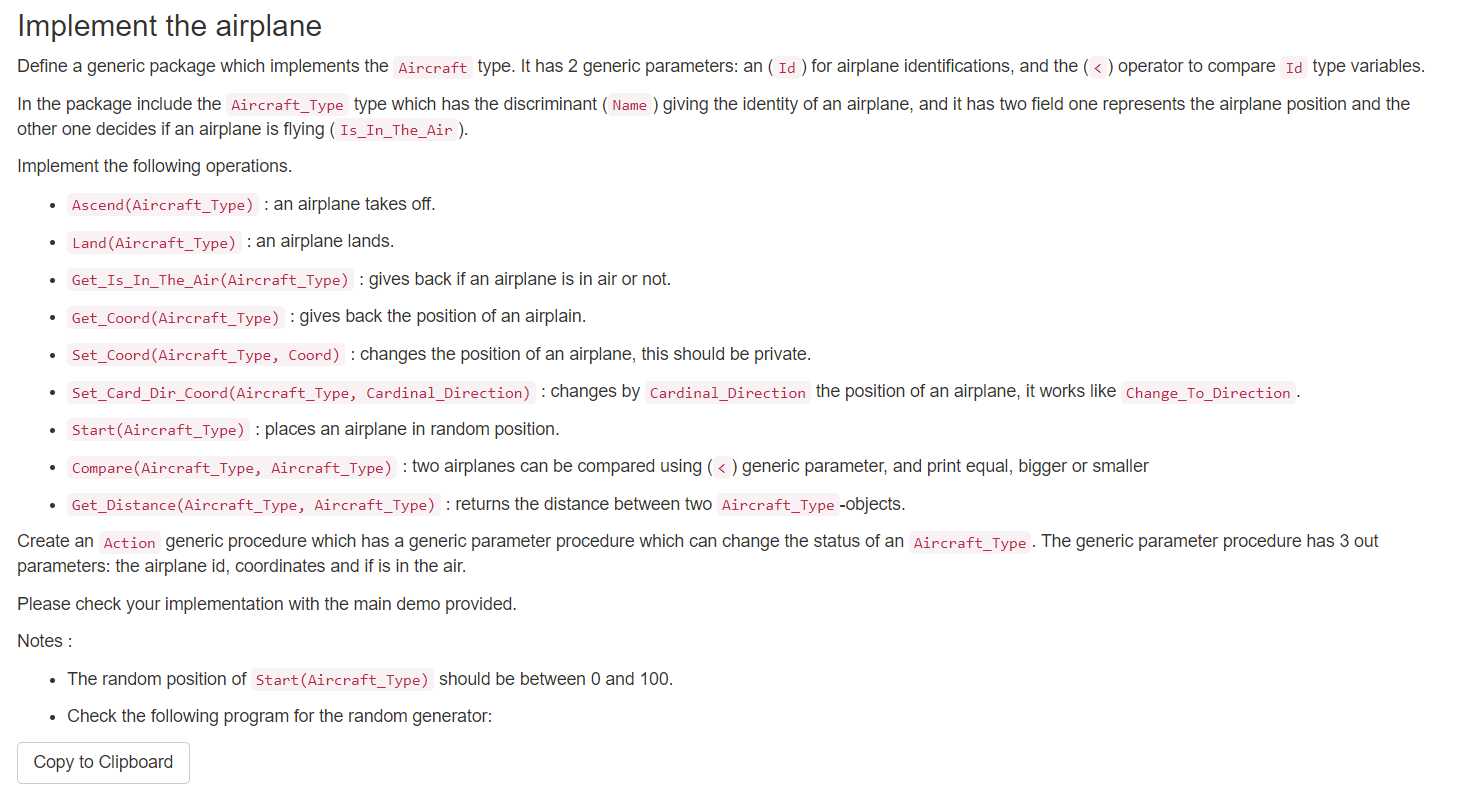 Implement the airplane
Define a generic package which implements the Aircraft type. It has 2 generic parameters: an ( Id ) for airplane identifications, and the ( < ) operator to compare Id type variables.
In the package include the Aircraft_Type type which has the discriminant ( Name ) giving the identity of an airplane, and it has two field one represents the airplane position and the
other one decides if an airplane is flying ( Is_In_The_Air ).
Implement the following operations.
• Ascend(Aircraft_Type) : an airplane takes off.
• Land(Aircraft_Type) : an airplane lands.
• Get_Is_In_The_Air(Aircraft_Type) : gives back if an airplane is in air or not.
• Get_Coord(Aircraft_Type) : gives back the position of an airplain.
• Set_Coord(Aircraft_Type, Coord) : changes the position of an airplane, this should be private.
• Set_Card_Dir_Coord(Aircraft_Type, Cardinal_Direction) : changes by Cardinal_Direction the position of an airplane, it works like Change_To_Direction .
• Start(Aircraft_Type) : places an airplane in random position.
• Compare(Aircraft_Type, Aircraft_Type) : two airplanes can be compared using ( < ) generic parameter, and print equal, bigger or smaller
• Get_Distance(Aircraft_Type, Aircraft_Type) : returns the distance between two Aircraft_Type -objects.
Create an Action generic procedure which has a generic parameter procedure which can change the status of an Aircraft_Type . The generic parameter procedure has 3 out
parameters: the airplane id, coordinates and if is in the air.
Please check your implementation with the main demo provided.
Notes :
• The random position of Start(Aircraft_Type) should be between 0 and 100.
• Check the following program for the random generator:
Copy to Clipboard